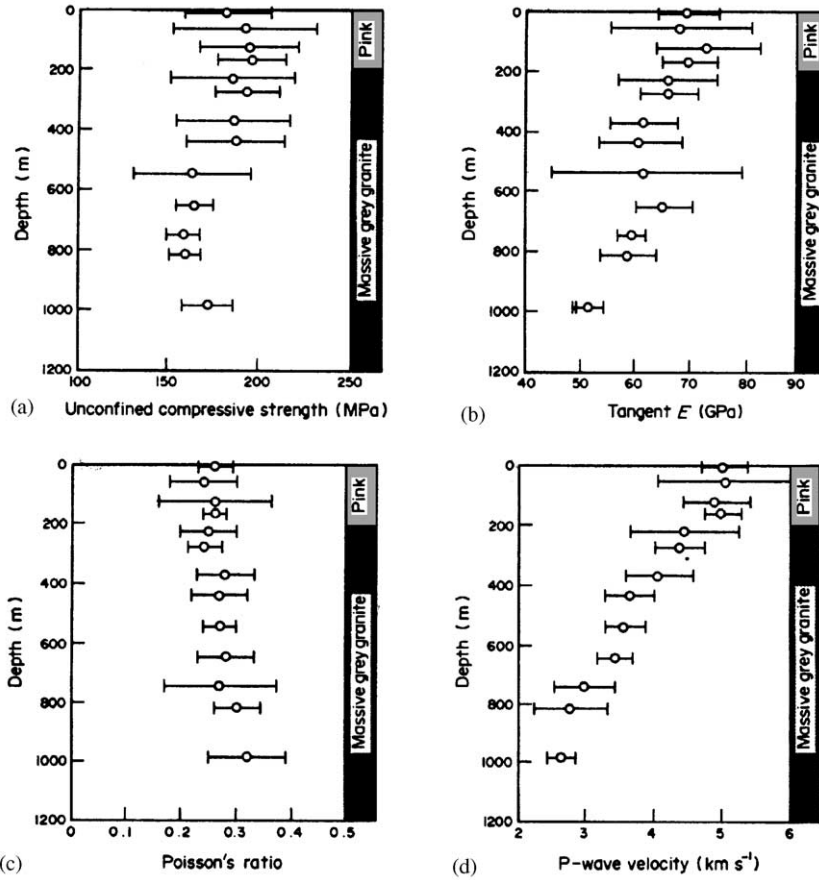 0
200
400
600
800
1000
1200
Depth (m)
100
150
200
250
Pink
Massive grey granite
(a)
Unconfined compressive strength (MPa)
0
200
400
600
800
1000
1200
Depth (m)
40
50
60
70
80
90
Pink
Massive grey granite
(b)
Tangent E (GPa)
0
200
400
600
800
1000
1200
Depth (m)
0
0.1
0.2
0.3
0.4
0.5
Pink
Massive grey granite
(c)
Poisson's ratio
0
200
400
600
800
1000
1200
Depth (m)
2
3
4
5
6
Pink
Massive grey granite
(d)
P-wave velocity (km s⁻¹)